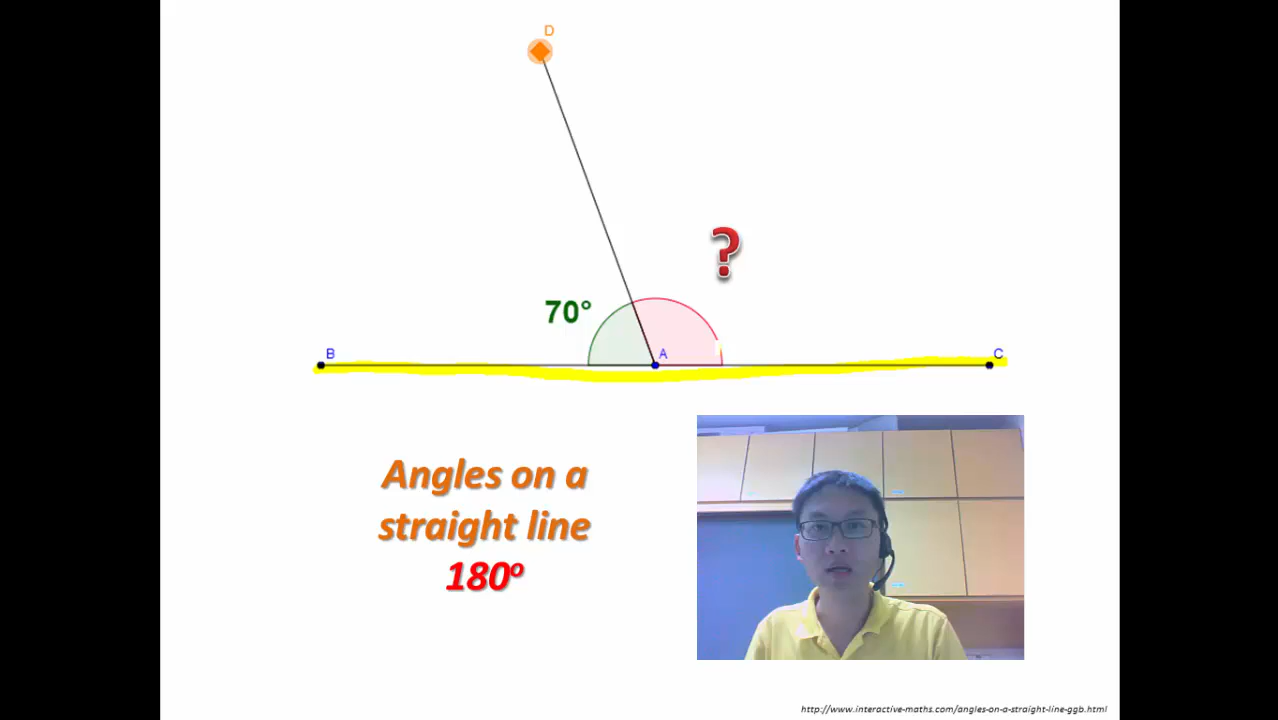 D
?
70°
B
A
C
Angles on a
straight line
180°
http://www.interactive-maths.com/angles-on-a-straight-line-ggb.html